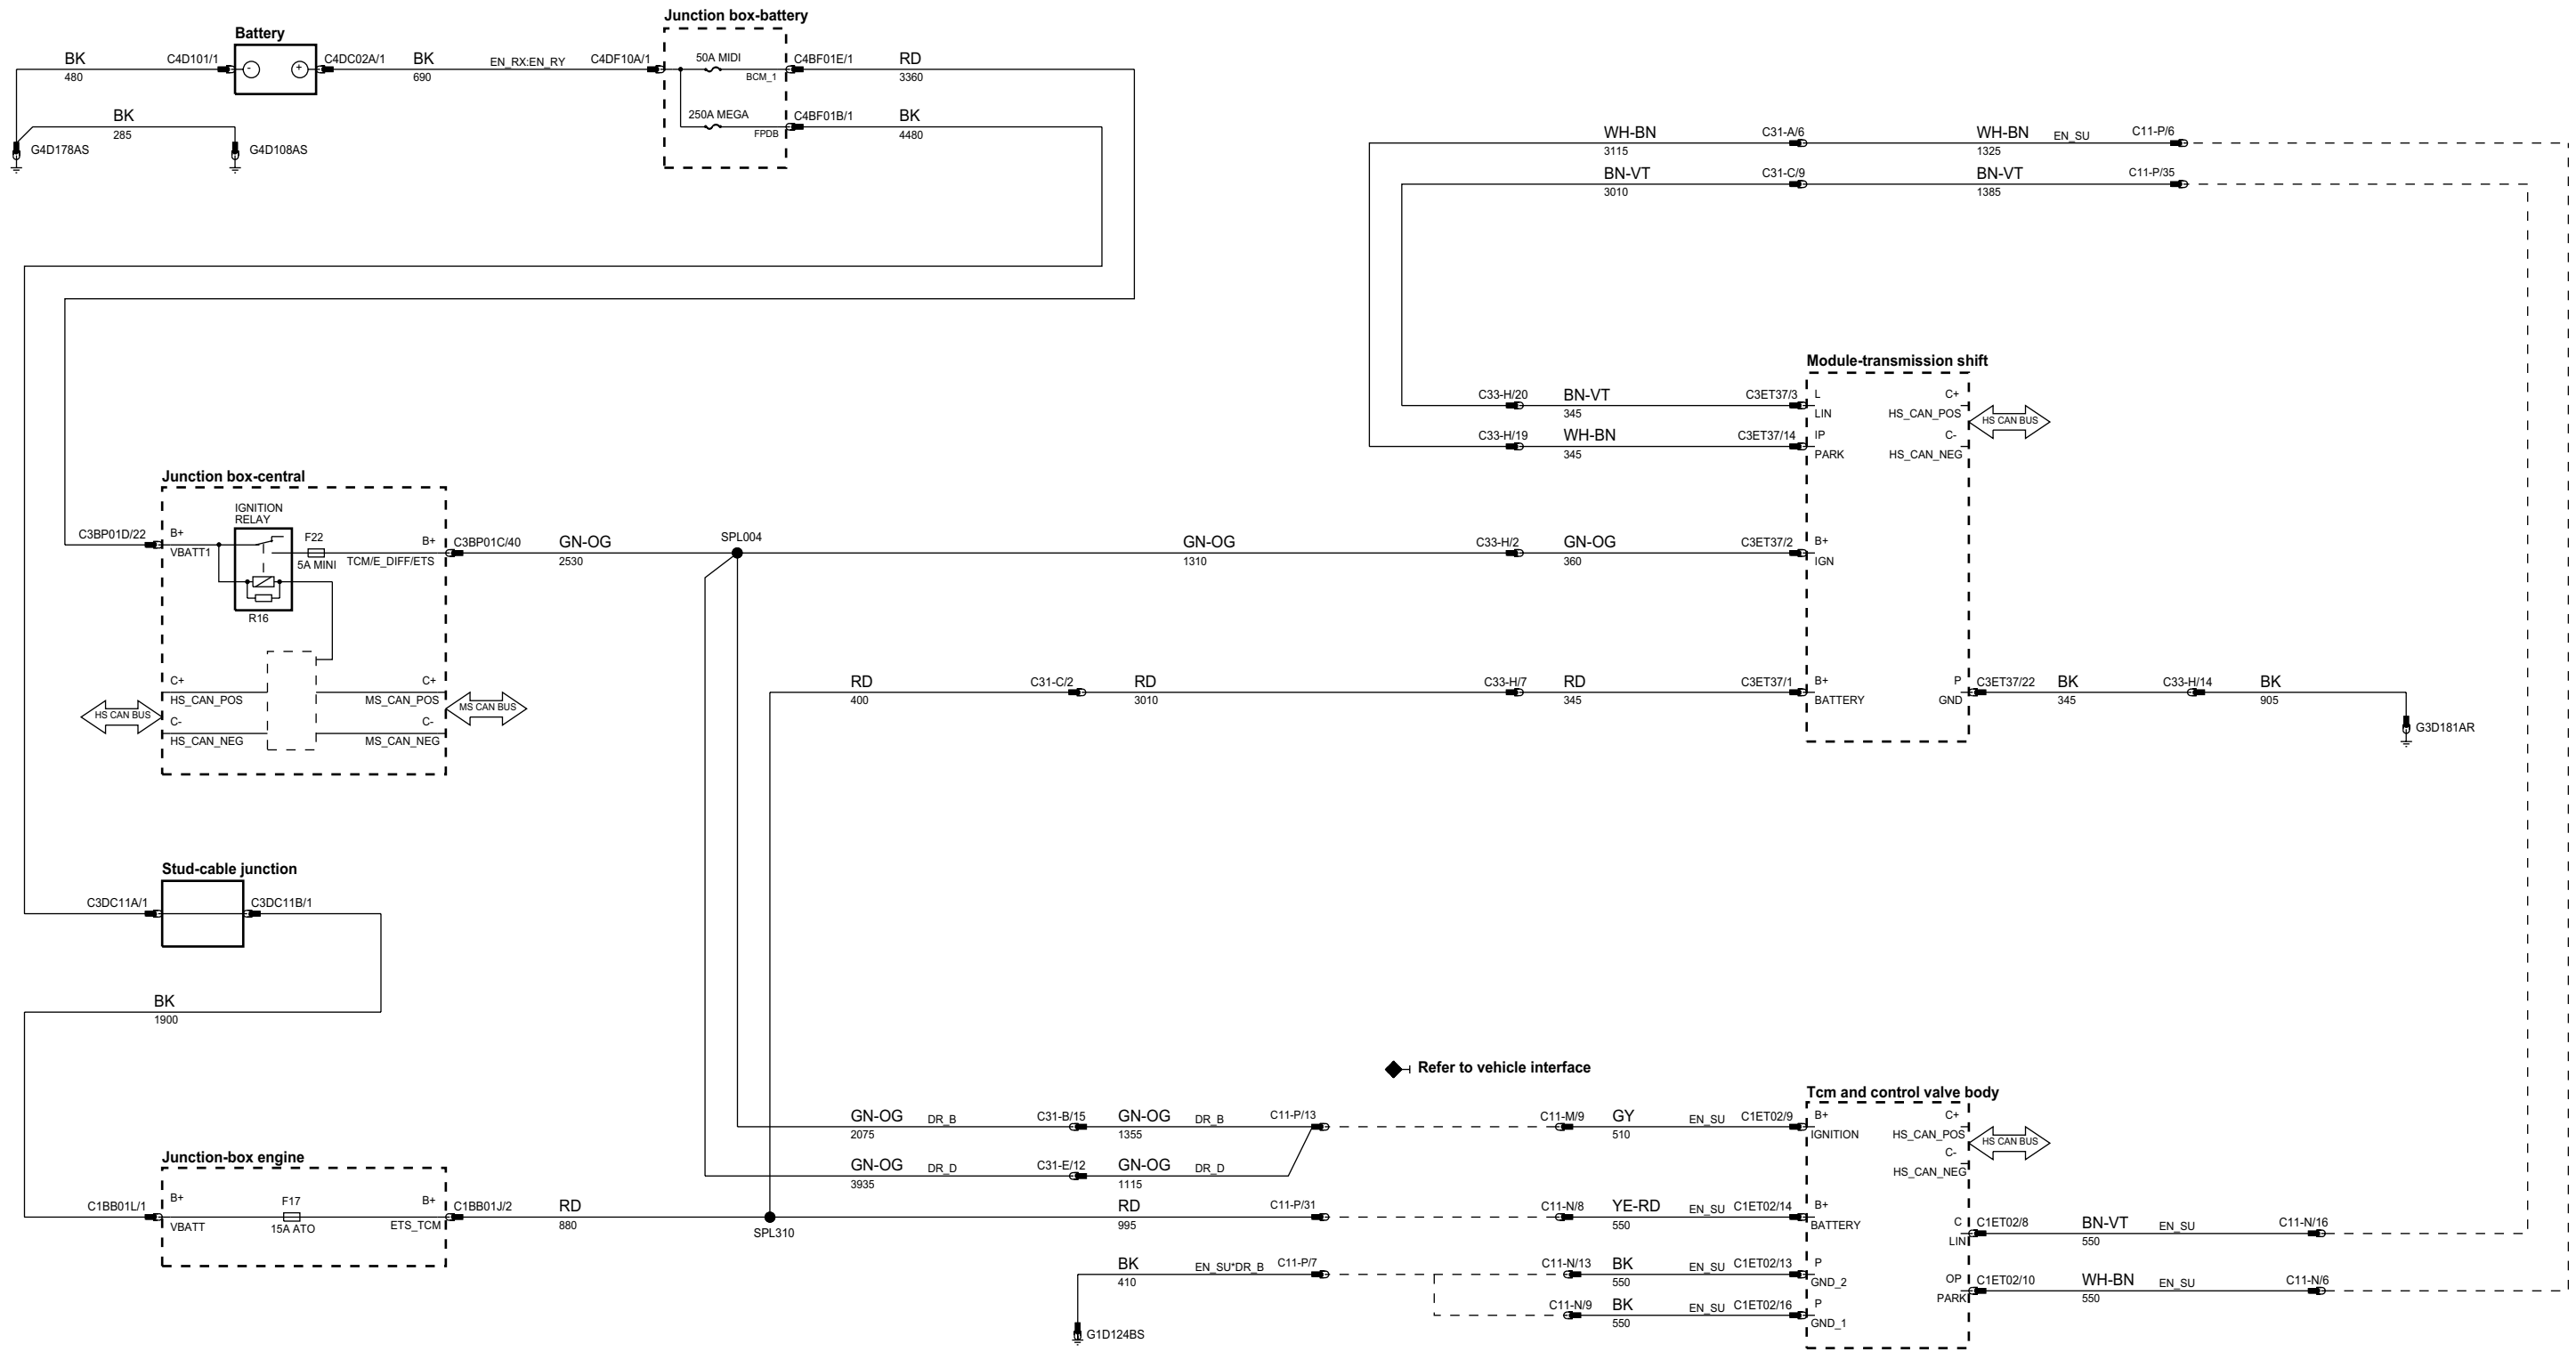 Junction box-battery
Battery
BK
480
C4D101/1
-
+
C4DC02A/1
BK
690
EN_RX:EN_RY
C4DF10A/1
50A MIDI
BCM_1
C4BF01E/1
RD
3360
BK
285
250A MEGA
FPDB
C4BF01B/1
BK
4480
G4D178AS
G4D108AS
WH-BN
3115
C31-A/6
WH-BN
1325
EN_SU
C11-P/6
BN-VT
3010
C31-C/9
BN-VT
1385
C11-P/35
Module-transmission shift
C33-H/20
BN-VT
345
C3ET37/3
L
LIN
C+
HS_CAN_POS
HS CAN BUS
C33-H/19
WH-BN
345
C3ET37/14
IP
PARK
C-
HS_CAN_NEG
Junction box-central
IGNITION
RELAY
C3BP01D/22
B+
VBATT1
F22
5A MINI
B+
TCM/E_DIFF/ETS
C3BP01C/40
GN-OG
2530
SPL004
GN-OG
1310
C33-H/2
GN-OG
360
C3ET37/2
B+
IGN
R16
C+
HS_CAN_POS
C+
MS_CAN_POS
HS CAN BUS
MS CAN BUS
C-
HS_CAN_NEG
C-
MS_CAN_NEG
RD
400
C31-C/2
RD
3010
C33-H/7
RD
345
C3ET37/1
B+
BATTERY
P
GND
C3ET37/22
BK
345
C33-H/14
BK
905
G3D181AR
Stud-cable junction
C3DC11A/1
C3DC11B/1
BK
1900
Refer to vehicle interface
Tcm and control valve body
GN-OG
2075
DR_B
C31-B/15
GN-OG
1355
DR_B
C11-P/13
C11-M/9
GY
510
EN_SU
C1ET02/9
B+
IGNITION
C+
HS_CAN_POS
HS CAN BUS
C-
HS_CAN_NEG
GN-OG
3935
DR_D
C31-E/12
GN-OG
1115
DR_D
Junction-box engine
C1BB01L/1
B+
VBATT
F17
15A ATO
B+
ETS_TCM
C1BB01J/2
RD
880
SPL310
RD
995
C11-P/31
C11-N/8
YE-RD
550
EN_SU
C1ET02/14
B+
BATTERY
C
LIN
C1ET02/8
BN-VT
550
EN_SU
C11-N/16
BK
410
EN_SU*DR_B
C11-P/7
C11-N/13
BK
550
EN_SU
C1ET02/13
P
GND_2
OP
PARK
C1ET02/10
WH-BN
550
EN_SU
C11-N/6
C11-N/9
BK
550
EN_SU
C1ET02/16
P
GND_1
G1D124BS